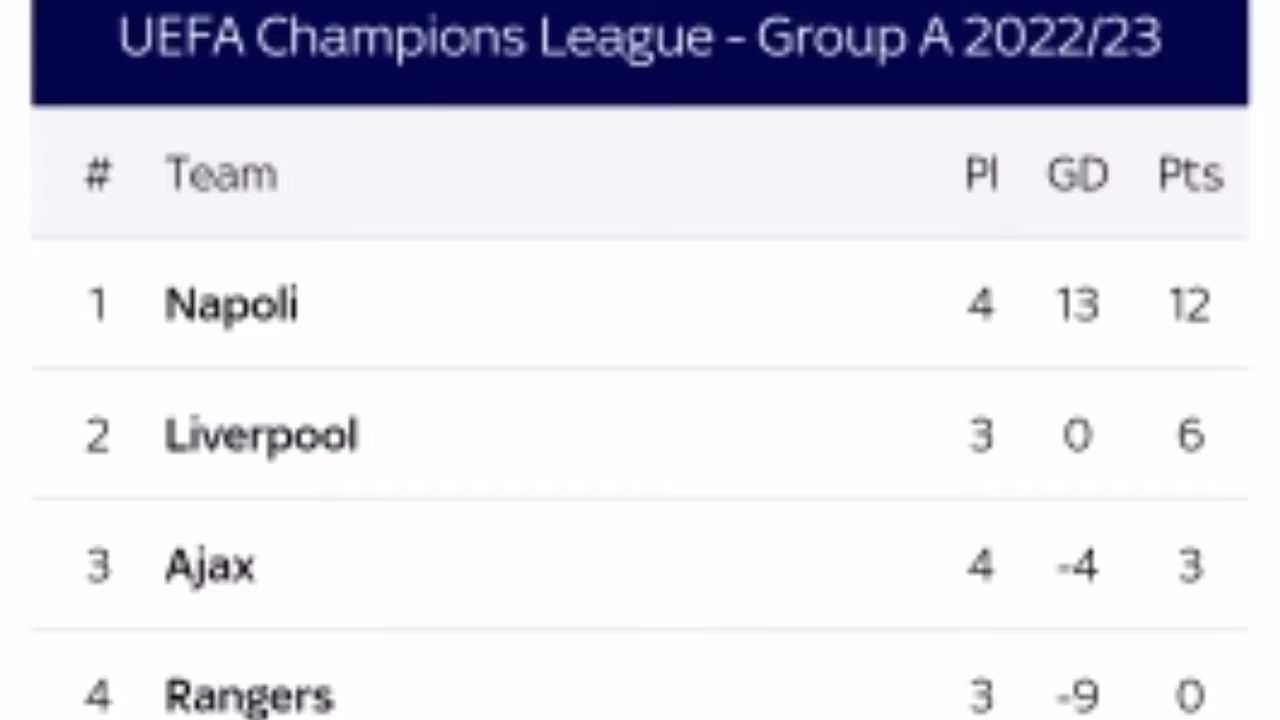 UEFA Champions League - Group A 2022/23
# Team Pl GD Pts
1 Napoli 4 13 12
2 Liverpool 3 0 6
3 Ajax 4 -4 3
4 Rangers 3 -9 0